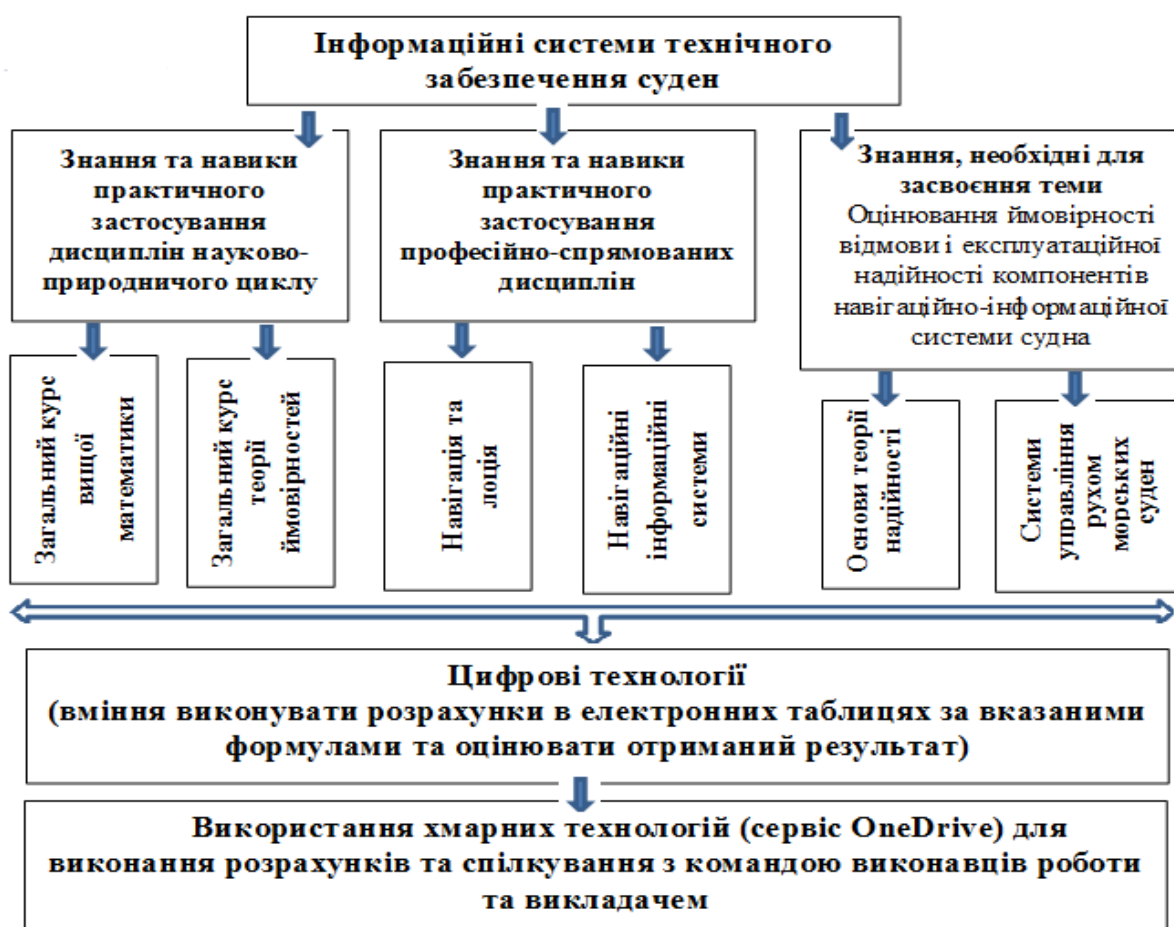 Інформаційні системи технічного
забезпечення суден
Знання та навики
практичного
застосування
дисциплін науково-
природничого циклу
Знання та навики
практичного
застосування
професійно-спрямованих
дисциплін
Знання, необхідні для
засвоєння теми
Оцінювання ймовірності
відмови і експлуатаційної
надійності компонентів
навігаційно-інформаційної
системи судна
Загальний курс
вищої
математики
Загальний курс
теорії
ймовірностей
Навігація та
лоція
Навігаційні
інформаційні
системи
Основи теорії
надійності
Системи
управління
рухом
морських
суден
Цифрові технології
(вміння виконувати розрахунки в електронних таблицях за вказаними
формулами та оцінювати отриманий результат)
Використання хмарних технологій (сервіс OneDrive) для
виконання розрахунків та спілкування з командою виконавців роботи
та викладачем